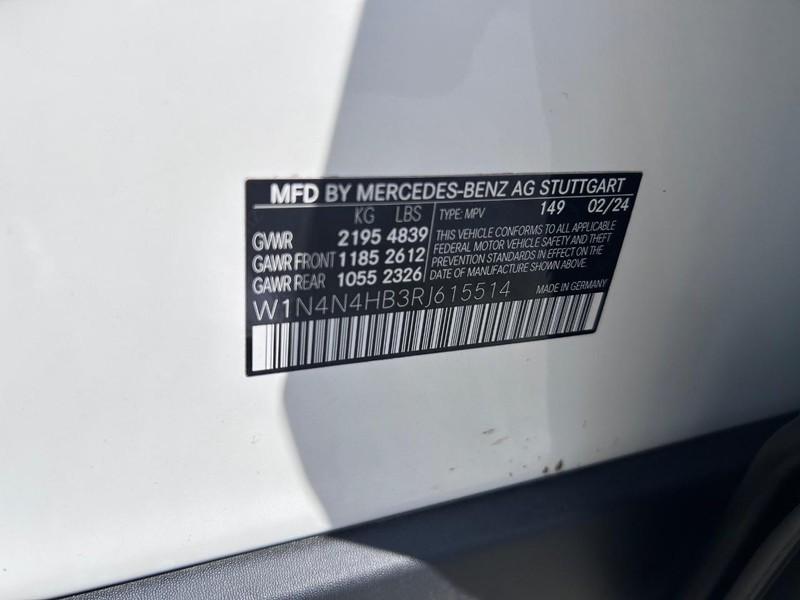 MFD BY MERCEDES-BENZ AG STUTTGART
KG LBS TYPE: MPV 149 02/24
GVWR 2195 4839
GAWR FRONT 1185 2612
GAWR REAR 1055 2326
THIS VEHICLE CONFORMS TO ALL APPLICABLE
FEDERAL MOTOR VEHICLE SAFETY AND THEFT
PREVENTION STANDARDS IN EFFECT ON THE
DATE OF MANUFACTURE SHOWN ABOVE.
W1N4N4HB3RJ615514 MADE IN GERMANY